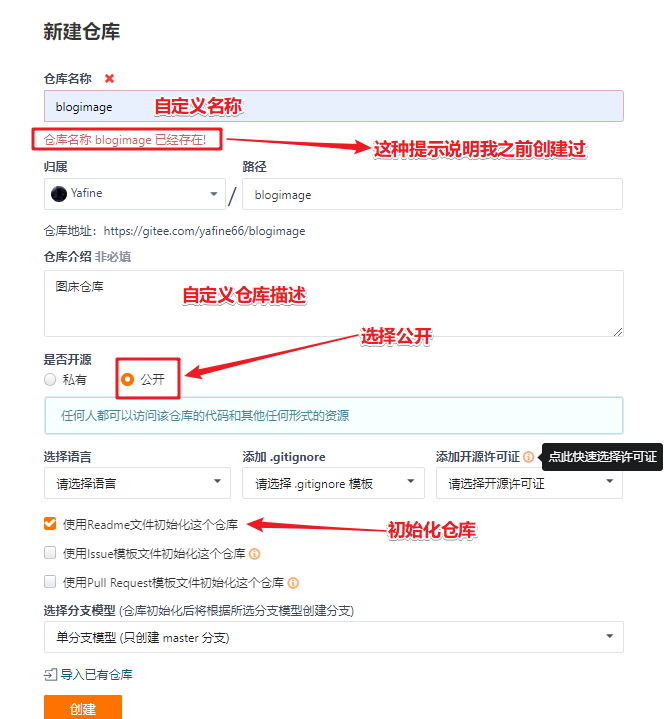 新建仓库
仓库名称 ✖
blogimage 自定义名称
仓库名称 blogimage 已经存在!
这种提示说明我之前创建过
归属 路径
Yafine / blogimage
仓库地址：https://gitee.com/yafine66/blogimage
仓库介绍 非必填
图床仓库
自定义仓库描述
选择公开
是否开源
私有 公开
任何人都可以访问该仓库的代码和其他任何形式的资源
选择语言 添加 .gitignore 添加开源许可证 点此快速选择许可证
请选择语言 请选择 .gitignore 模板 请选择开源许可证
使用Readme文件初始化这个仓库 初始化仓库
使用Issue模板文件初始化这个仓库
使用Pull Request模板文件初始化这个仓库
选择分支模型 (仓库初始化后将根据所选分支模型创建分支)
单分支模型 (只创建 master 分支)
导入已有仓库
创建